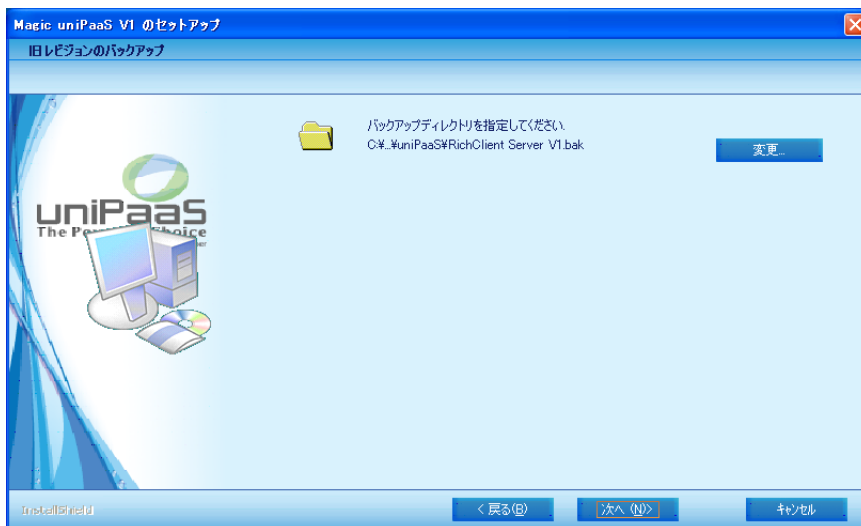 Magic uniPaaS V1 のセットアップ
旧レビジョンのバックアップ
バックアップディレクトリを指定してください.
C:¥...¥uniPaaS¥RichClient Server V1.bak
変更...
uniPaaS
The Po
Choice
InstallShield
< 戻る(B)
次へ (N)>
キャンセル